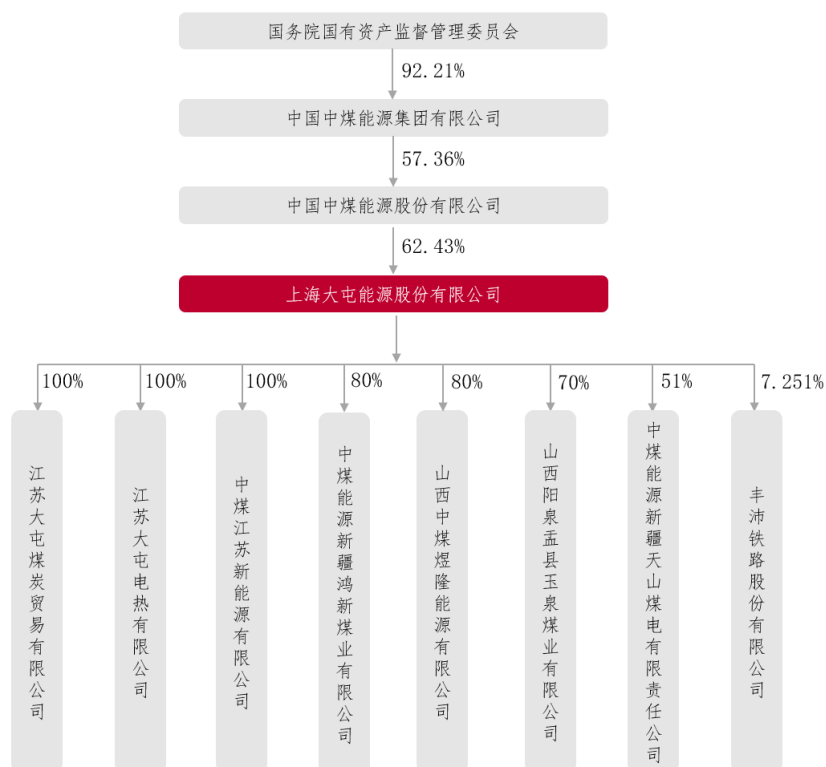 国务院国有资产监督管理委员会
92.21%
中国中煤能源集团有限公司
57.36%
中国中煤能源股份有限公司
62.43%
上海大屯能源股份有限公司
100%
100%
100%
80%
80%
70%
51%
7.251%
江苏大屯煤炭贸易有限公司
江苏大屯电热有限公司
中煤江苏新能源有限公司
中煤能源新疆鸿新煤业有限公司
山西中煤煜隆能源有限公司
山西阳泉盂县玉泉煤业有限公司
中煤能源新疆天山煤电有限责任公司
丰沛铁路股份有限公司